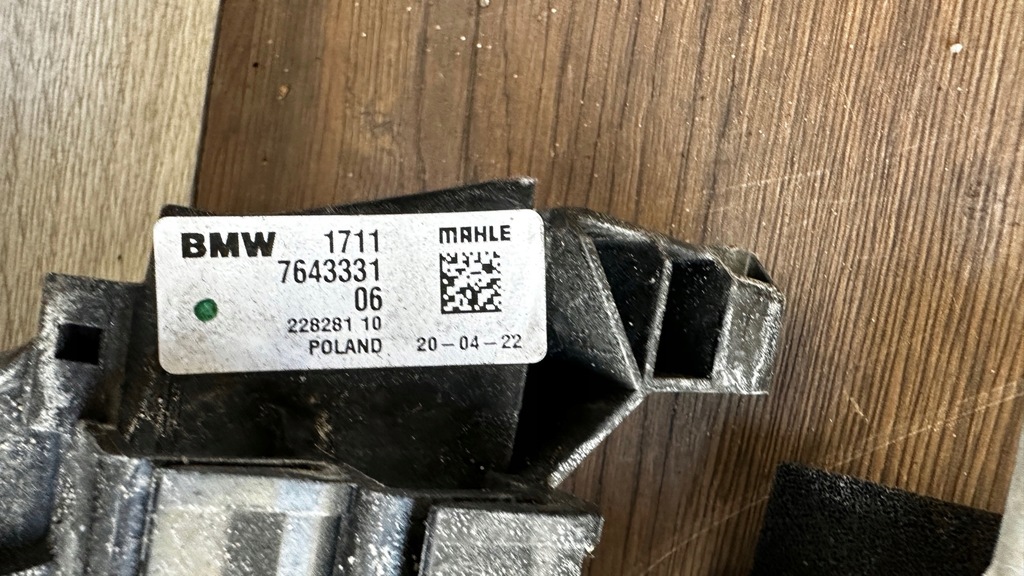 BMW 1711 MAHLE
7643331
06
228281 10
POLAND 20-04-22